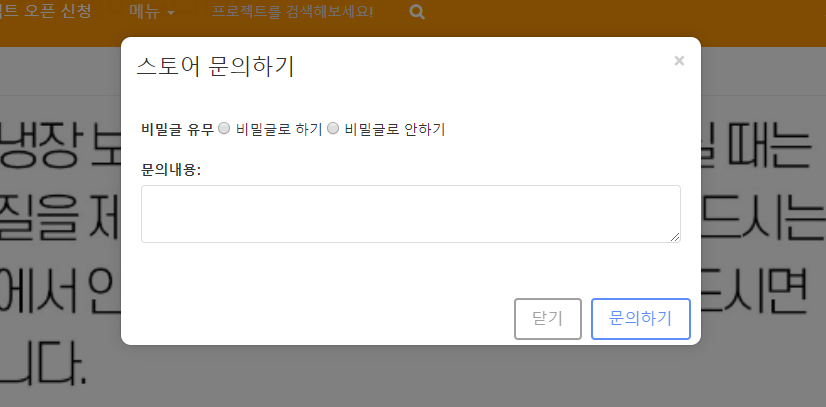 트 오픈 신청 메뉴 프로젝트를 검색해보세요!
스토어 문의하기 ×
냉장 보 일 때는
비밀글 유무 비밀글로 하기 비밀글로 안하기
문의내용:
질을 제 드시는
에서 인 드시면
닫기 문의하기
니다.